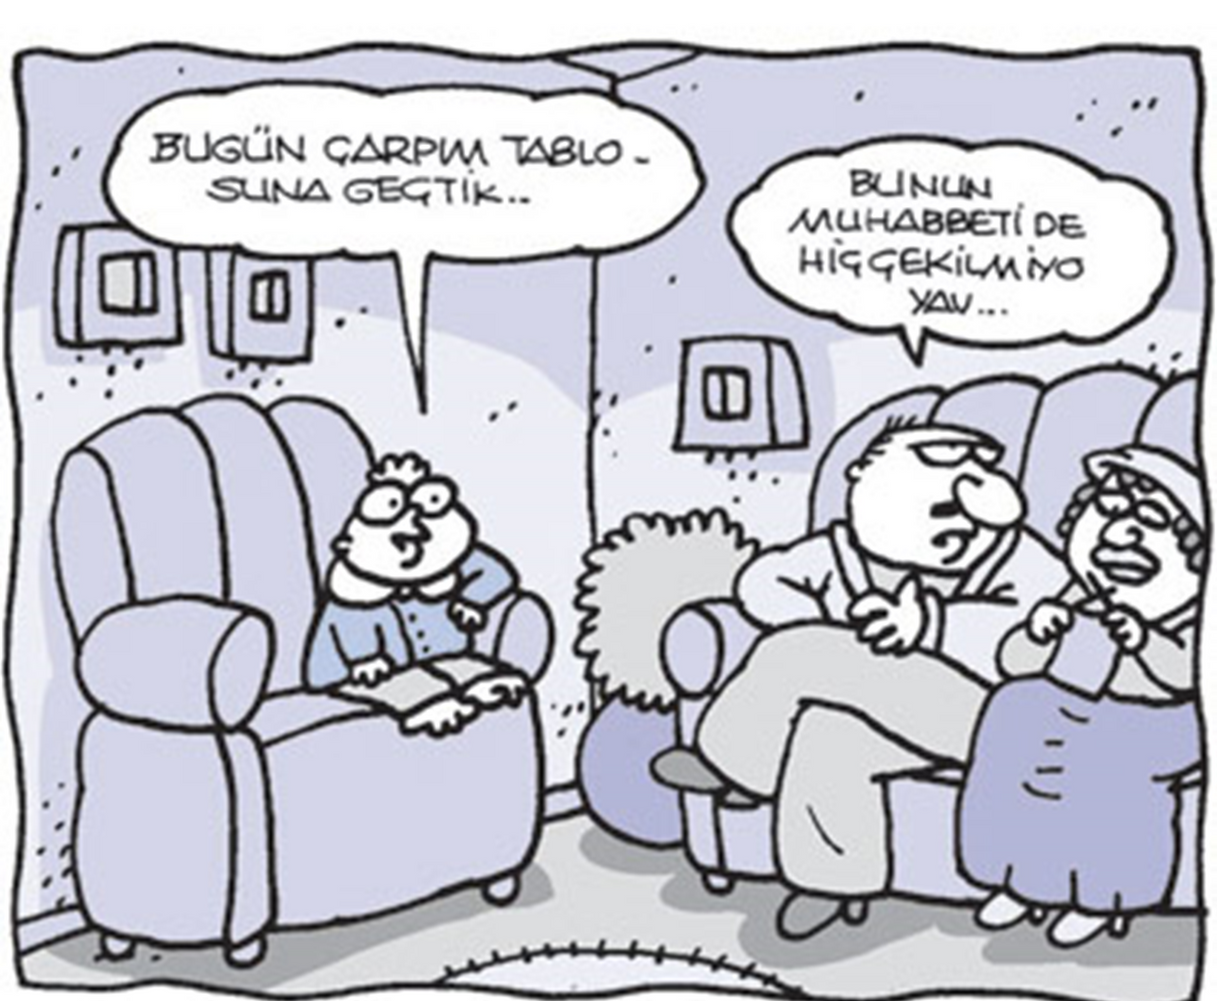 BUGÜN ÇARPIM TABLO-
SUNA GEÇTİK..
BUNUN
MUHABBETİ DE
HİÇ ÇEKİLMİYO
YAV...